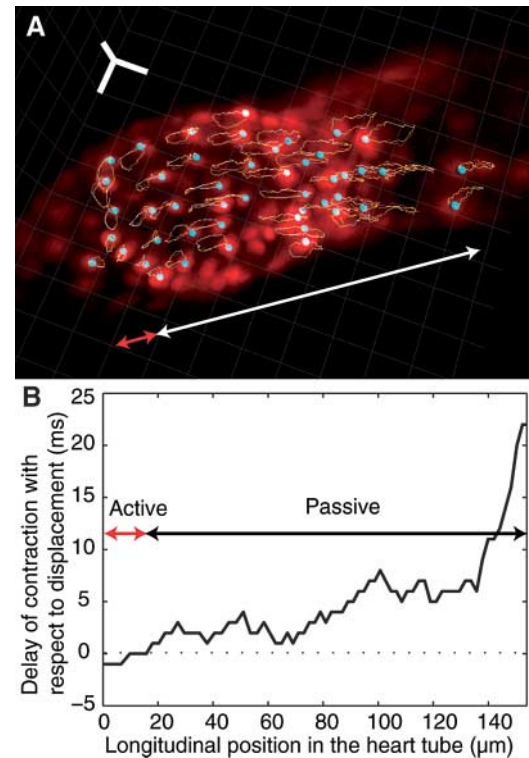 A
B
25
20
15
10
5
0
−5
Delay of contraction with
respect to displacement (ms)
Active
Passive
0 20 40 60 80 100 120 140
Longitudinal position in the heart tube (μm)